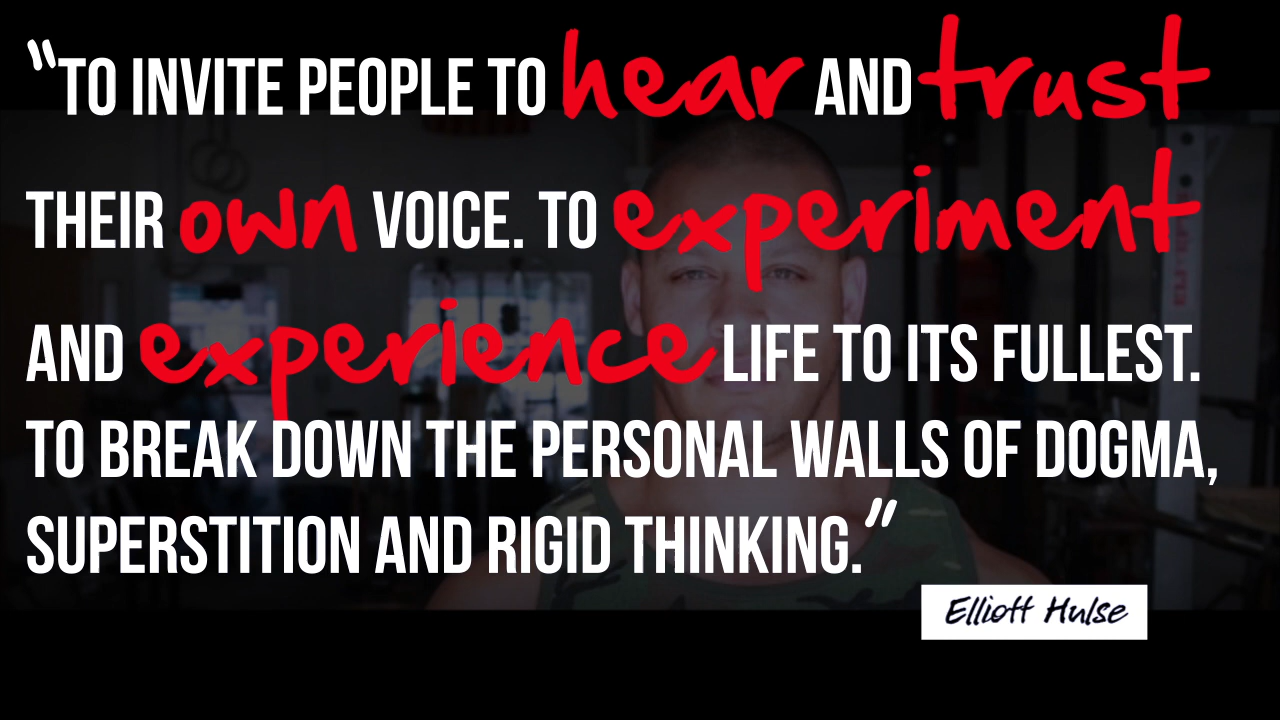 “TO INVITE PEOPLE TO hear AND trust
THEIR own VOICE. TO experiment
AND experience LIFE TO ITS FULLEST.
TO BREAK DOWN THE PERSONAL WALLS OF DOGMA,
SUPERSTITION AND RIGID THINKING.”
Elliott Hulse